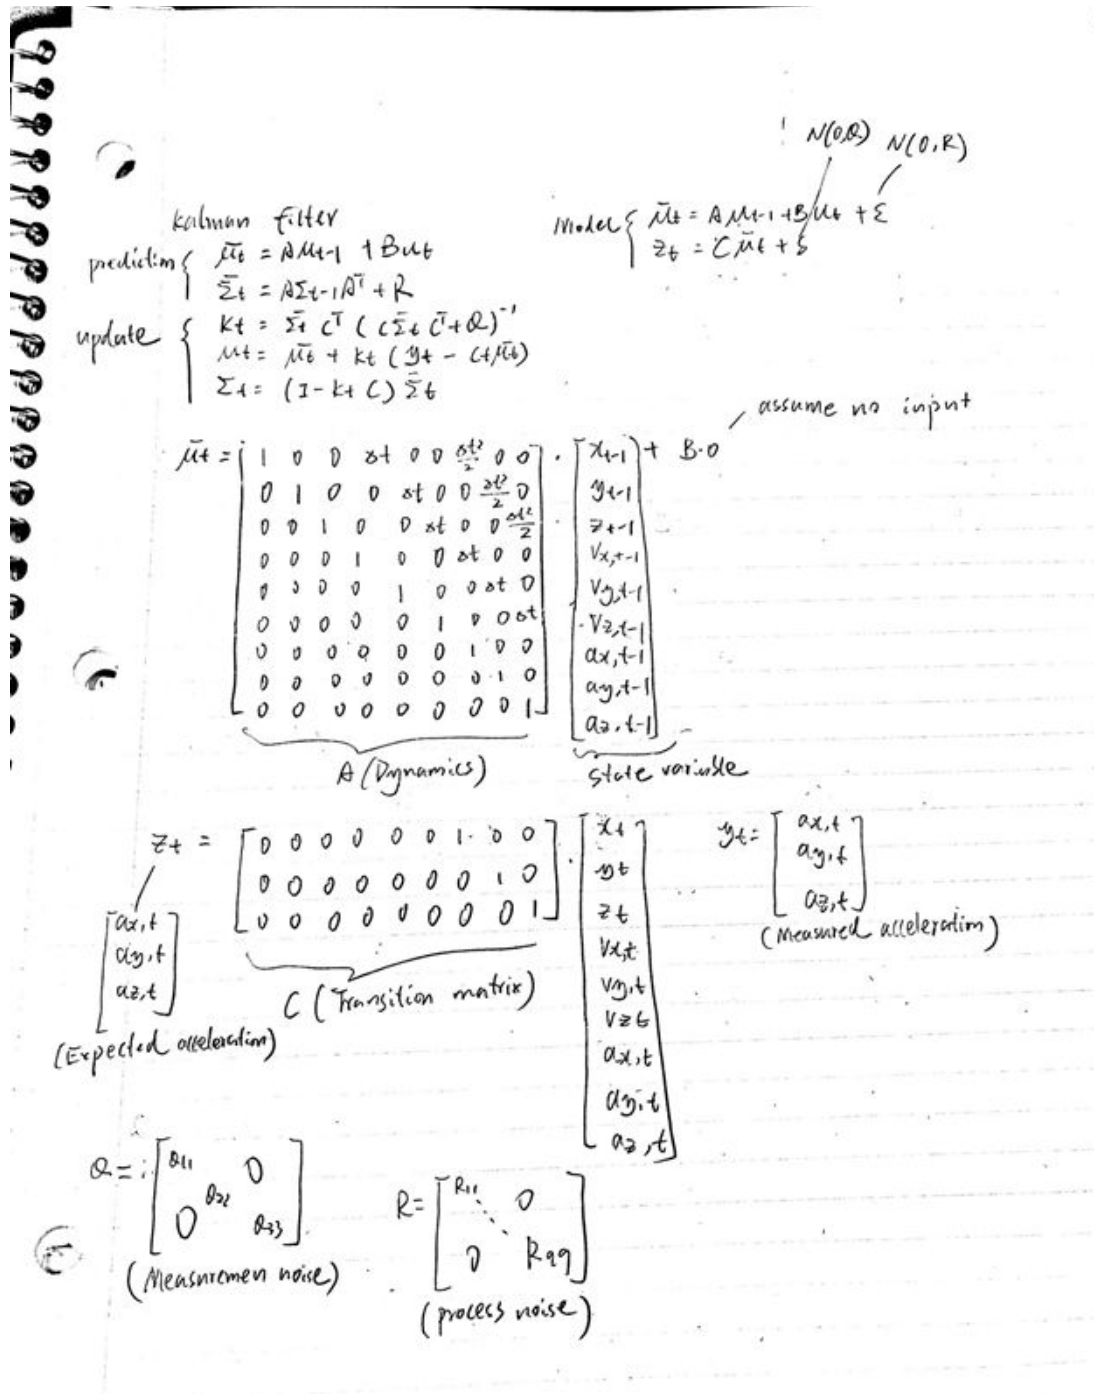 N(0,Q) N(0,R)
Kalman filter
prediction { μ̄t = Aμt-1 + But
Σ̄t = AΣt-1Aᵀ + R
Model { μ̄t = Aμt-1 + But + ε
zt = Cμ̄t + δ
update { Kt = Σ̄t Cᵀ (CΣ̄t Cᵀ + Q)⁻¹
μt = μ̄t + Kt (yt - Ctμ̄t)
Σt = (I - Kt C) Σ̄t
assume no input
μ̄t = [ 1 0 0 Δt 0 0 Δt²/2 0 0 ] · [ xt-1 ] + B·0
0 1 0 0 Δt 0 0 Δt²/2 0 yt-1
0 0 1 0 0 Δt 0 0 Δt²/2 zt-1
0 0 0 1 0 0 Δt 0 0 Vx,t-1
0 0 0 0 1 0 0 Δt 0 Vy,t-1
0 0 0 0 0 1 0 0 Δt Vz,t-1
0 0 0 0 0 0 1 0 0 ax,t-1
0 0 0 0 0 0 0 1 0 ay,t-1
0 0 0 0 0 0 0 0 1 az,t-1
A (Dynamics) State variable
zt = [ 0 0 0 0 0 0 1 0 0 ] · [ xt ]
0 0 0 0 0 0 0 1 0 yt
0 0 0 0 0 0 0 0 1 zt
Vx,t
Vy,t
Vz,t
ax,t
ay,t
az,t
C (Transition matrix)
[ ax,t
ay,t
az,t ]
(Expected acceleration)
yt = [ ax,t
ay,t
az,t ]
(Measured acceleration)
Q = [ Q11 0
Q22
0 Q33 ]
(Measuremen noise)
R = [ R11 0
0 R99 ]
(process noise)